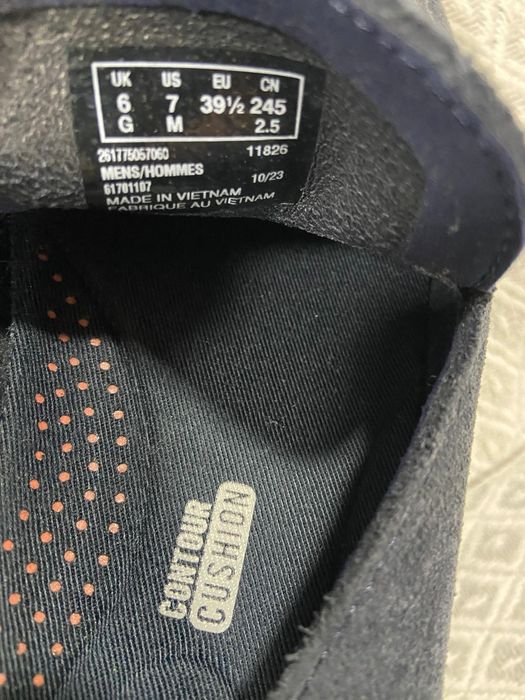 UK US EU CN
6 7 39½ 245
G M 2.5
261775057060 11826
MENS/HOMMES
61781107 10/23
MADE IN VIETNAM
FABRIQUE AU VIETNAM
CONTOUR
CUSHION